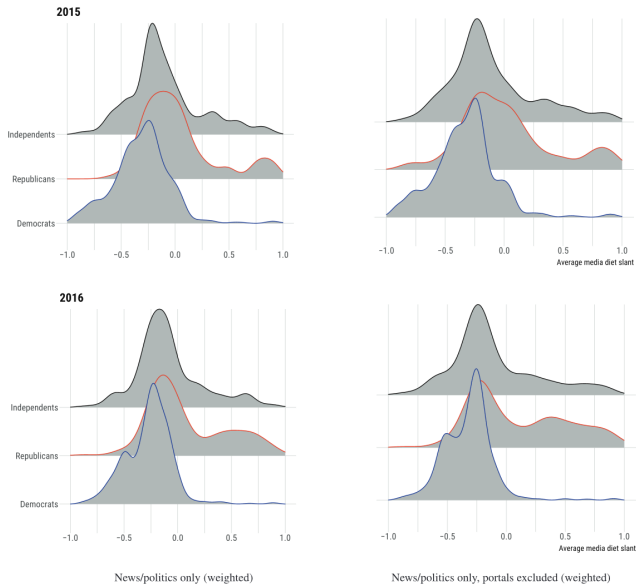 2015
Independents
Republicans
Democrats
−1.0 −0.5 0.0 0.5 1.0
−1.0 −0.5 0.0 0.5 1.0
Average media diet slant
2016
Independents
Republicans
Democrats
−1.0 −0.5 0.0 0.5 1.0
−1.0 −0.5 0.0 0.5 1.0
Average media diet slant
News/politics only (weighted)
News/politics only, portals excluded (weighted)